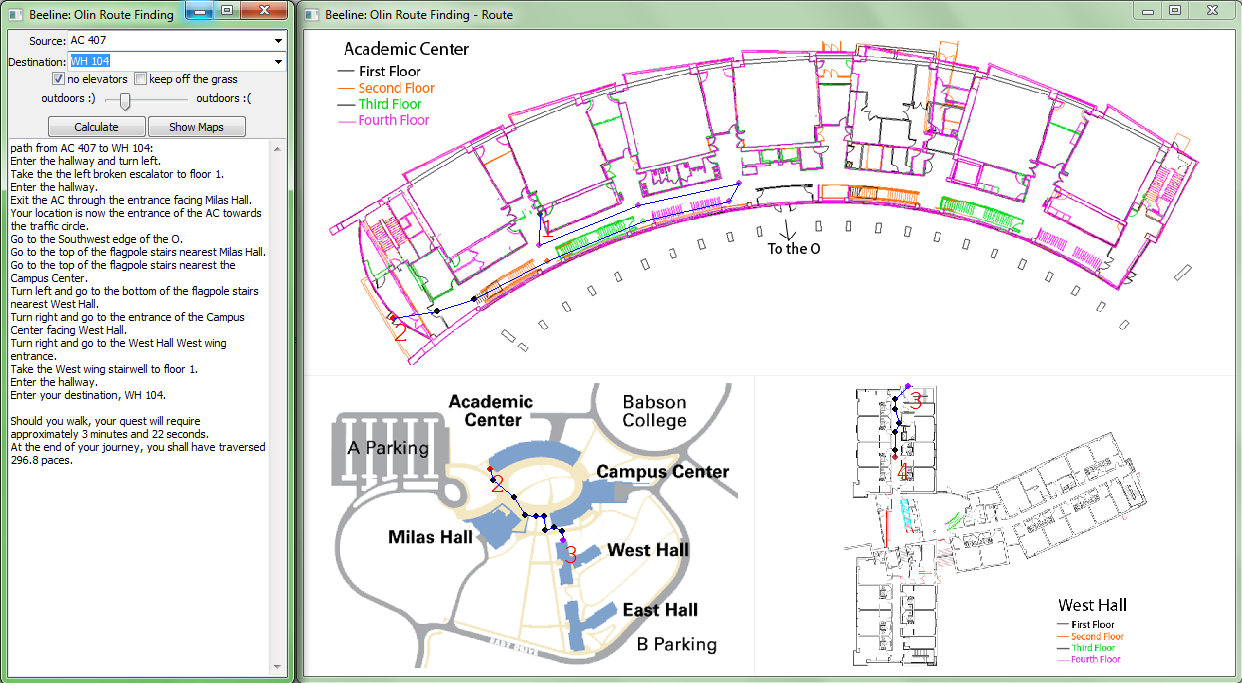 Beeline: Olin Route Finding
Source: AC 407
Destination: WH 104
no elevators keep off the grass
outdoors :) outdoors :(
Calculate Show Maps
path from AC 407 to WH 104:
Enter the hallway and turn left.
Take the the left broken escalator to floor 1.
Enter the hallway.
Exit the AC through the entrance facing Milas Hall.
Your location is now the entrance of the AC towards
the traffic circle.
Go to the Southwest edge of the O.
Go to the top of the flagpole stairs nearest Milas Hall.
Go to the top of the flagpole stairs nearest the
Campus Center.
Turn left and go to the bottom of the flagpole stairs
nearest West Hall.
Turn right and go to the entrance of the Campus
Center facing West Hall.
Turn right and go to the West Hall West wing
entrance.
Take the West wing stairwell to floor 1.
Enter the hallway.
Enter your destination, WH 104.
Should you walk, your quest will require
approximately 3 minutes and 22 seconds.
At the end of your journey, you shall have traversed
296.8 paces.
Beeline: Olin Route Finding - Route
Academic Center
First Floor
Second Floor
Third Floor
Fourth Floor
1
To the O
2
Academic
Center
Babson
College
A Parking
Campus Center
2
Milas Hall
3
West Hall
East Hall
B Parking
EAST DRIVE
3
4
West Hall
First Floor
Second Floor
Third Floor
Fourth Floor